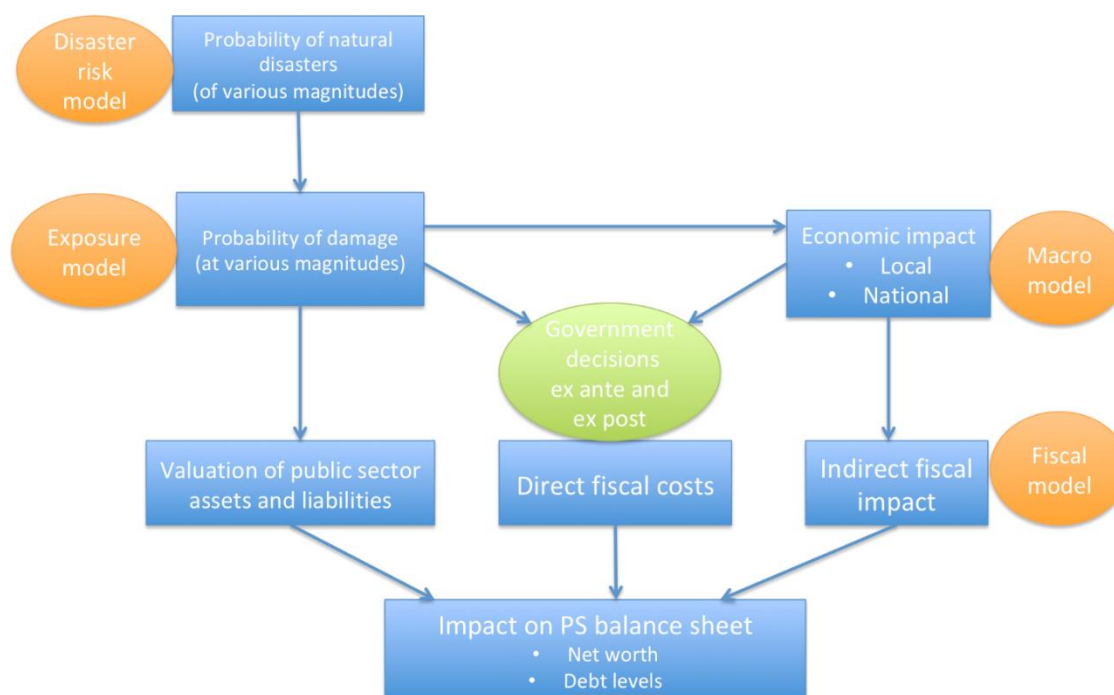 Disaster
risk
model
Probability of natural
disasters
(of various magnitudes)
Exposure
model
Probability of damage
(at various magnitudes)
Economic impact
• Local
• National
Macro
model
Government
decisions
ex ante and
ex post
Valuation of public sector
assets and liabilities
Direct fiscal costs
Indirect fiscal
impact
Fiscal
model
Impact on PS balance sheet
• Net worth
• Debt levels